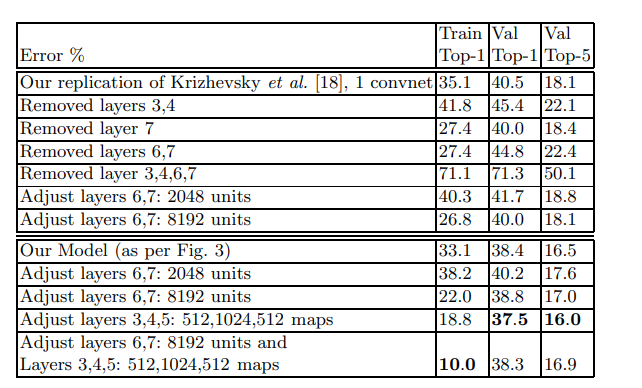 Train Val Val
Error % Top-1 Top-1 Top-5
Our replication of Krizhevsky et al. [18], 1 convnet 35.1 40.5 18.1
Removed layers 3,4 41.8 45.4 22.1
Removed layer 7 27.4 40.0 18.4
Removed layers 6,7 27.4 44.8 22.4
Removed layer 3,4,6,7 71.1 71.3 50.1
Adjust layers 6,7: 2048 units 40.3 41.7 18.8
Adjust layers 6,7: 8192 units 26.8 40.0 18.1
Our Model (as per Fig. 3) 33.1 38.4 16.5
Adjust layers 6,7: 2048 units 38.2 40.2 17.6
Adjust layers 6,7: 8192 units 22.0 38.8 17.0
Adjust layers 3,4,5: 512,1024,512 maps 18.8 37.5 16.0
Adjust layers 6,7: 8192 units and
Layers 3,4,5: 512,1024,512 maps 10.0 38.3 16.9